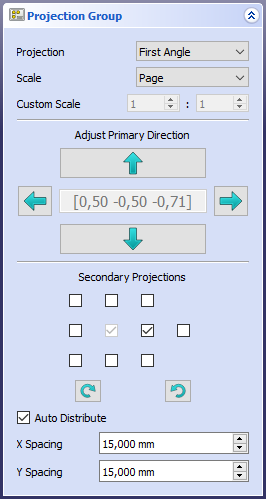 Projection Group
Projection First Angle
Scale Page
Custom Scale 1 : 1
Adjust Primary Direction
[0,50 -0,50 -0,71]
Secondary Projections
Auto Distribute
X Spacing 15,000 mm
Y Spacing 15,000 mm